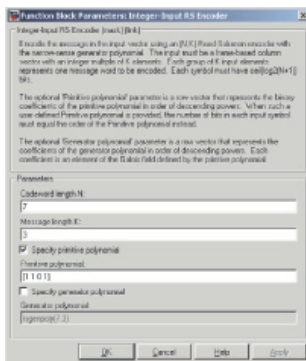 Function Block Parameters: Integer-Input RS Encoder
Integer-Input RS Encoder (mask) (link)
Encode the message in the input vector using an (N,K) Reed-Solomon encoder with
the narrow-sense generator polynomial. The input must be a frame-based column
vector with an integer multiple of K elements. Each group of K input elements
represents one message word to be encoded. Each symbol must have ceil(log2(N+1))
bits.
The optional 'Primitive polynomial' parameter is a row vector that represents the binary
coefficients of the primitive polynomial in order of descending powers. When such a
user-defined Primitive polynomial is provided, the number of bits in each input symbol
must equal the order of the Primitive polynomial instead.
The optional 'Generator polynomial' parameter is a row vector that represents the
coefficients of the generator polynomial in order of descending powers. Each
coefficient is an element of the Galois field defined by the primitive polynomial.
Parameters
Codeword length N:
7
Message length K:
3
Specify primitive polynomial
Primitive polynomial:
[1 1 0 1]
Specify generator polynomial
Generator polynomial:
rsgenpoly(7,3)
OK
Cancel
Help
Apply